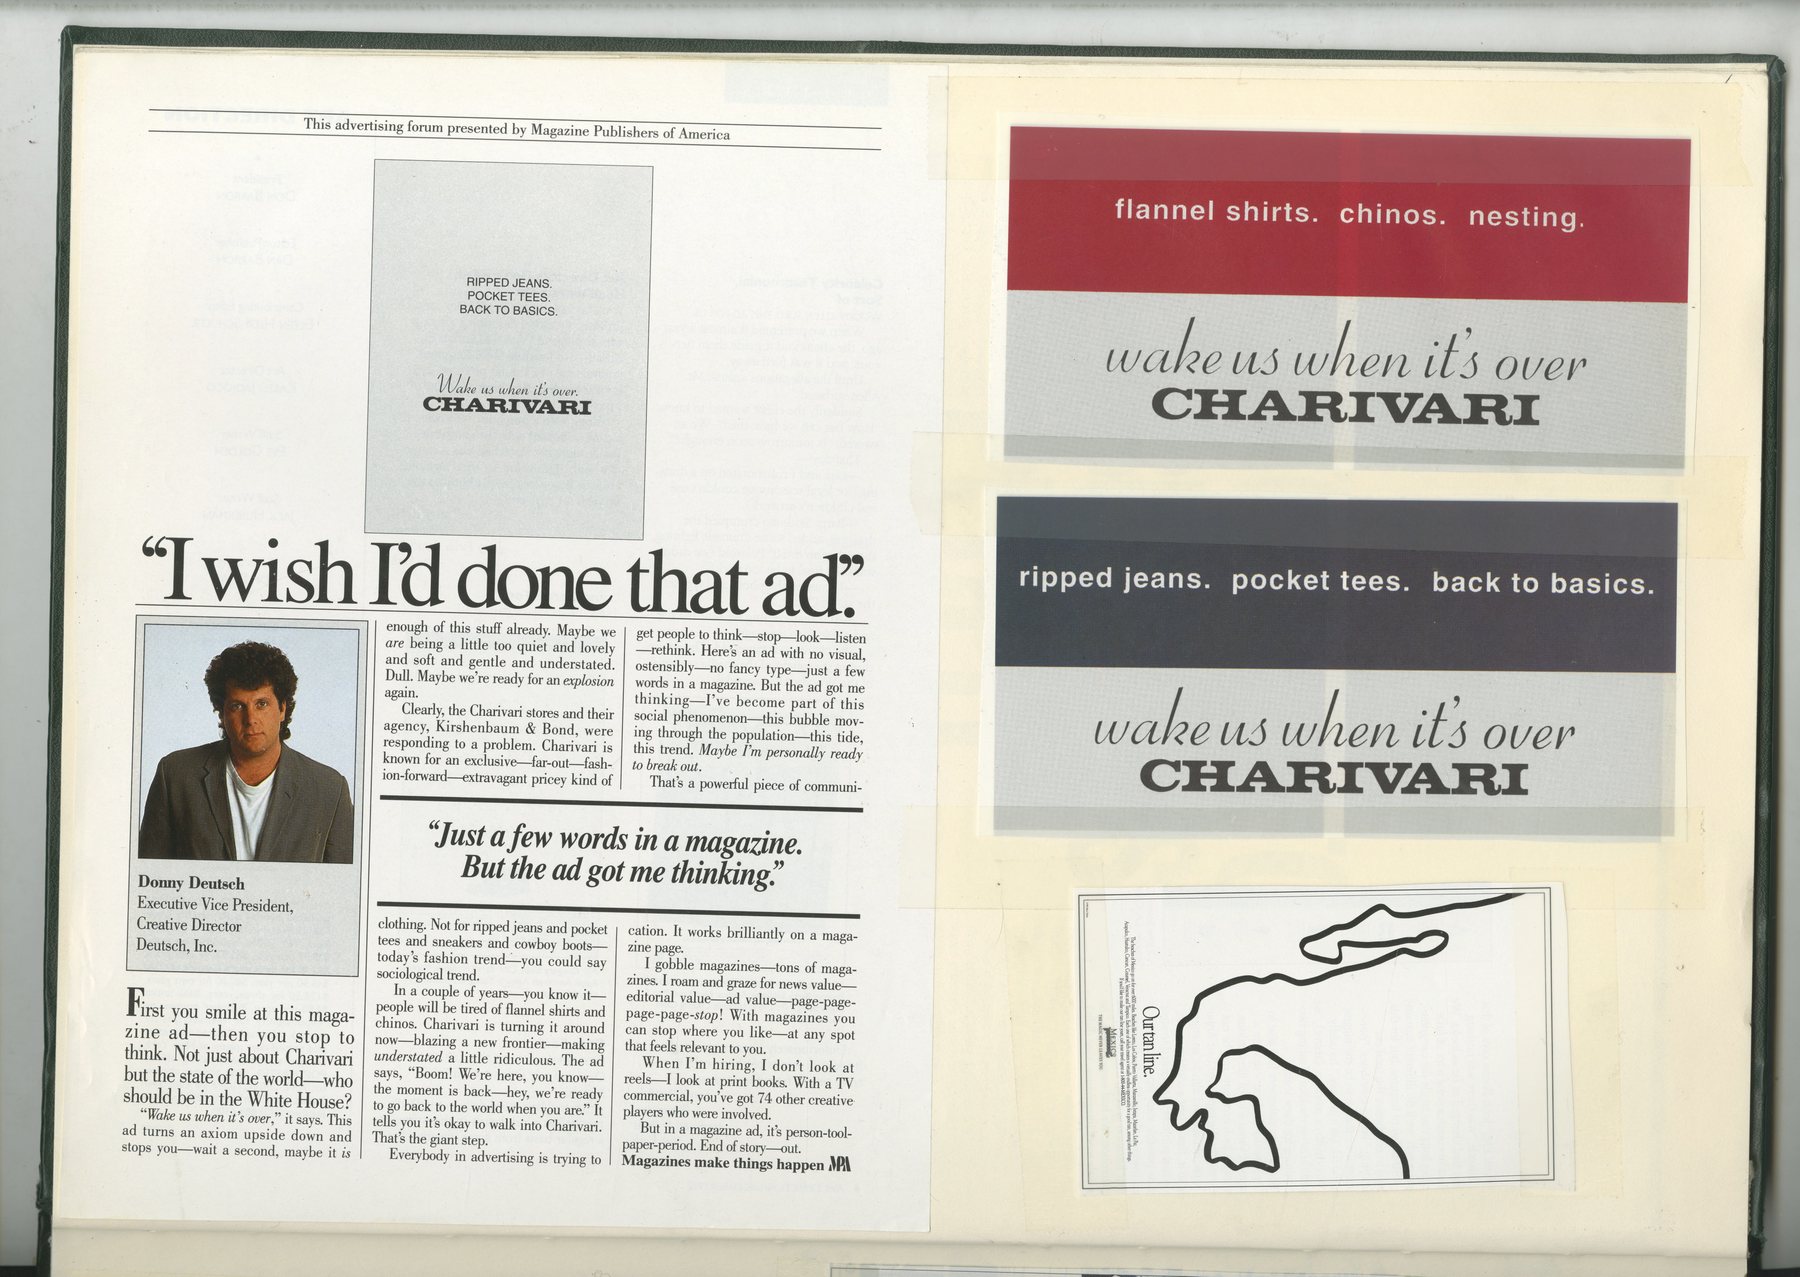 This advertising forum presented by Magazine Publishers of America
RIPPED JEANS.
POCKET TEES.
BACK TO BASICS.
Wake us when it's over.
CHARIVARI
“I wish I'd done that ad.”
Donny Deutsch
Executive Vice President,
Creative Director
Deutsch, Inc.
First you smile at this maga-
zine ad—then you stop to
think. Not just about Charivari
but the state of the world—who
should be in the White House?
“Wake us when it's over,” it says. This
ad turns an axiom upside down and
stops you—wait a second, maybe it is
enough of this stuff already. Maybe we
are being a little too quiet and lovely
and soft and gentle and understated.
Dull. Maybe we're ready for an explosion
again.
Clearly, the Charivari stores and their
agency, Kirshenbaum & Bond, were
responding to a problem. Charivari is
known for an exclusive—far-out—fash-
ion-forward—extravagant pricey kind of
“Just a few words in a magazine.
But the ad got me thinking.”
clothing. Not for ripped jeans and pocket
tees and sneakers and cowboy boots—
today's fashion trend—you could say
sociological trend.
In a couple of years—you know it—
people will be tired of flannel shirts and
chinos. Charivari is turning it around
now—blazing a new frontier—making
understated a little ridiculous. The ad
says, “Boom! We're here, you know—
the moment is back—hey, we're ready
to go back to the world when you are.” It
tells you it's okay to walk into Charivari.
That's the giant step.
Everybody in advertising is trying to
get people to think—stop—look—listen
—rethink. Here's an ad with no visual,
ostensibly—no fancy type—just a few
words in a magazine. But the ad got me
thinking—I've become part of this
social phenomenon—this bubble mov-
ing through the population—this tide,
this trend. Maybe I'm personally ready
to break out.
That's a powerful piece of communi-
cation. It works brilliantly on a maga-
zine page.
I gobble magazines—tons of maga-
zines. I roam and graze for news value—
editorial value—ad value—page-page-
page-page-stop! With magazines you
can stop where you like—at any spot
that feels relevant to you.
When I'm hiring, I don't look at
reels—I look at print books. With a TV
commercial, you've got 74 other creative
players who were involved.
But in a magazine ad, it's person-tool-
paper-period. End of story—out.
Magazines make things happen MPA
flannel shirts. chinos. nesting.
wake us when it's over
CHARIVARI
ripped jeans. pocket tees. back to basics.
wake us when it's over
CHARIVARI
Our tan line.
MEXICO